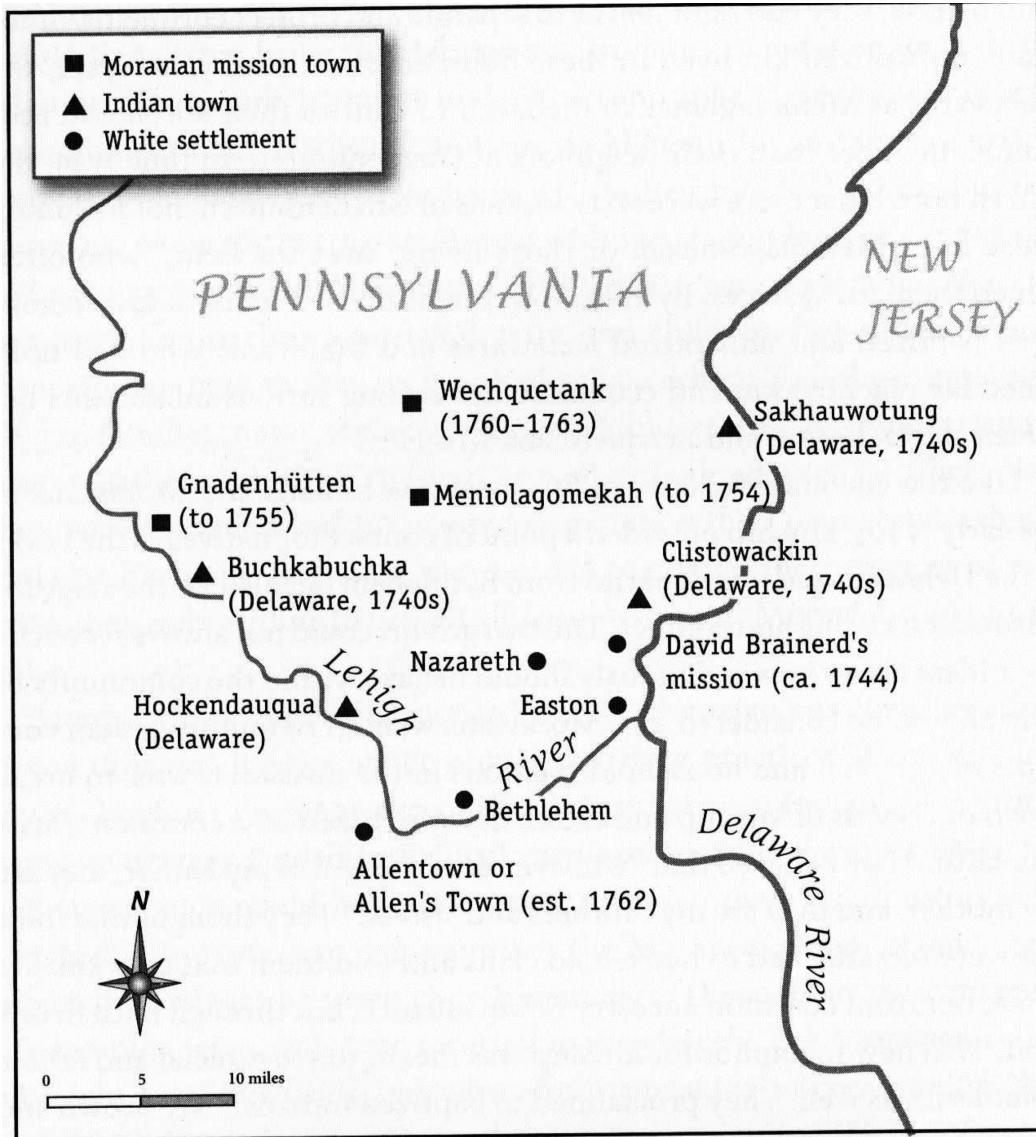 Moravian mission town
Indian town
White settlement
PENNSYLVANIA
NEW
JERSEY
Wechquetank
(1760–1763)
Sakhauwotung
(Delaware, 1740s)
Gnadenhütten
(to 1755)
Meniolagomekah (to 1754)
Buchkabuchka
(Delaware, 1740s)
Clistowackin
(Delaware, 1740s)
David Brainerd's
mission (ca. 1744)
Nazareth
Easton
Lehigh
River
Hockendauqua
(Delaware)
Bethlehem
Allentown or
Allen's Town (est. 1762)
Delaware
River
N
0 5 10 miles